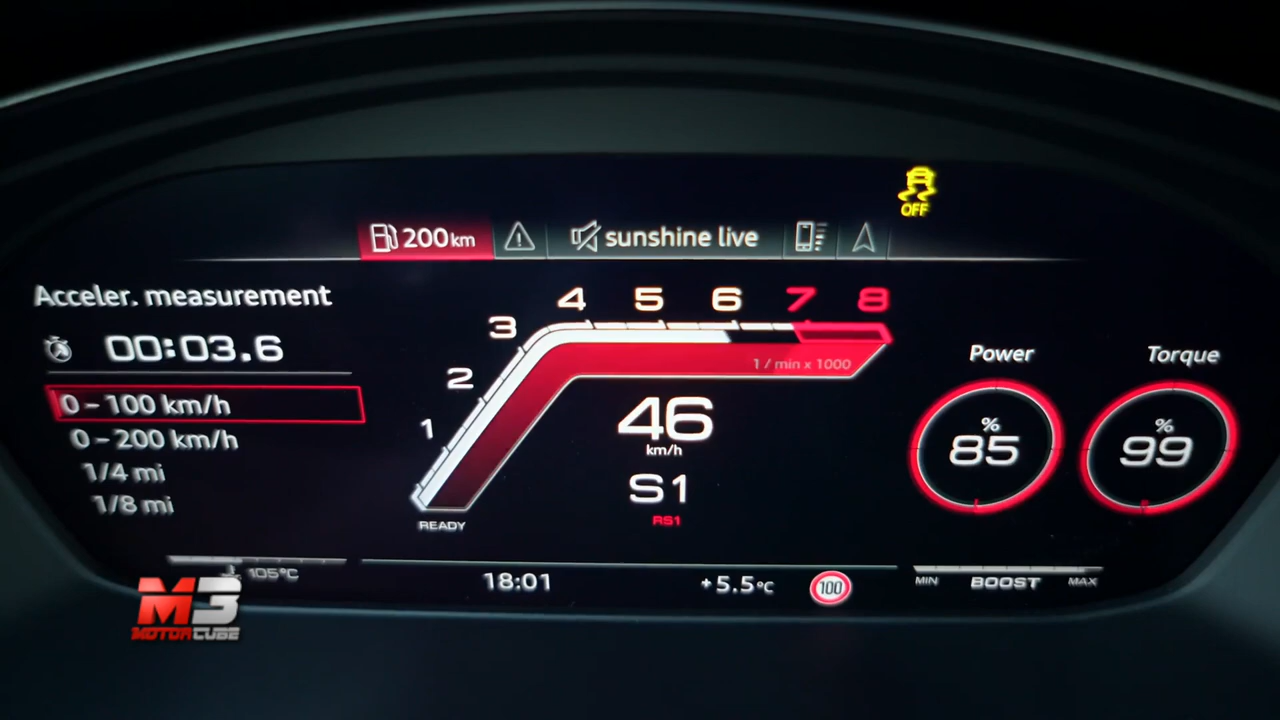 OFF
200 km
sunshine live
Acceler. measurement
00:03.6
0 – 100 km/h
0 – 200 km/h
1/4 mi
1/8 mi
1 2 3 4 5 6 7 8
1 / min x 1000
46
km/h
S1
RS1
READY
Power
%
85
Torque
%
99
105°C
18:01
+5.5°C
100
MIN BOOST MAX
M3
MOTORCUBE